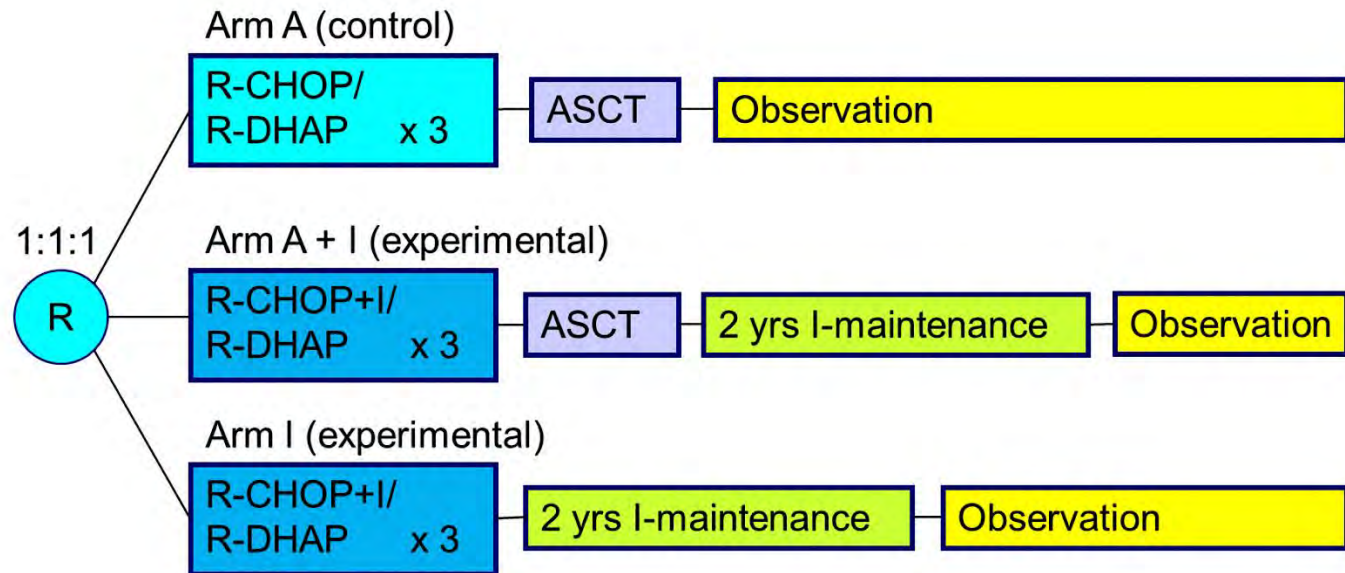 Arm A (control)
R-CHOP/
R-DHAP x 3
ASCT
Observation
1:1:1
R
Arm A + I (experimental)
R-CHOP+I/
R-DHAP x 3
ASCT
2 yrs I-maintenance
Observation
Arm I (experimental)
R-CHOP+I/
R-DHAP x 3
2 yrs I-maintenance
Observation